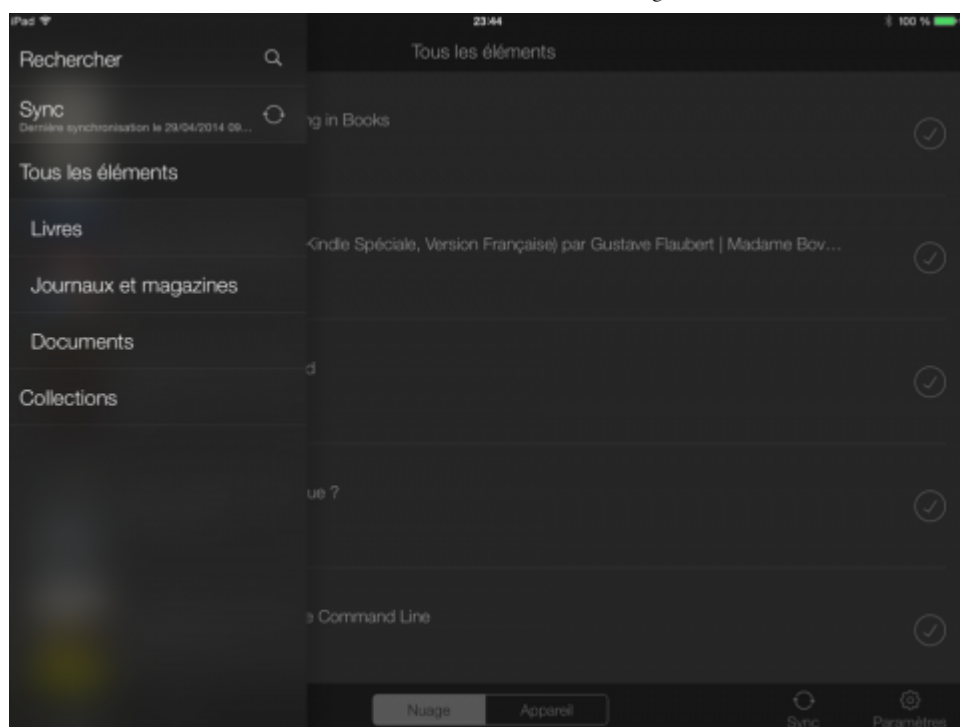 iPad 23:44 100 %
Rechercher
Tous les éléments
Sync
Dernière synchronisation le 29/04/2014 09...
ng in Books
Tous les éléments
Livres
Kindle Spéciale, Version Française) par Gustave Flaubert | Madame Bov...
Journaux et magazines
Documents
d
Collections
ue ?
e Command Line
Nuage Appareil
Sync Paramètres